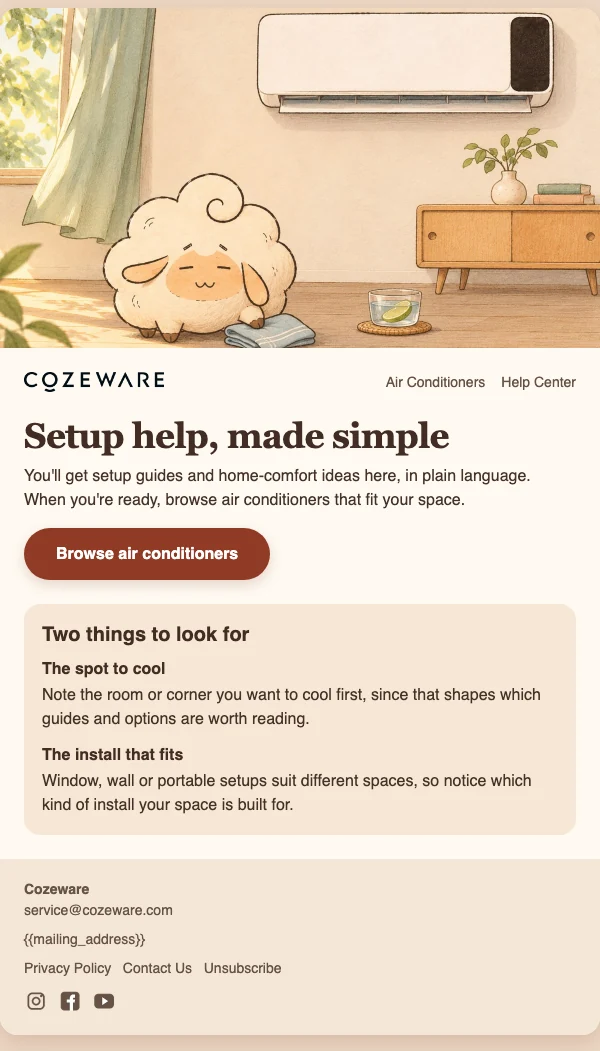 COZEWARE
Air Conditioners Help Center
Setup help, made simple
You'll get setup guides and home-comfort ideas here, in plain language.
When you're ready, browse air conditioners that fit your space.
Browse air conditioners
Two things to look for
The spot to cool
Note the room or corner you want to cool first, since that shapes which
guides and options are worth reading.
The install that fits
Window, wall or portable setups suit different spaces, so notice which
kind of install your space is built for.
Cozeware
service@cozeware.com
{{mailing_address}}
Privacy Policy Contact Us Unsubscribe